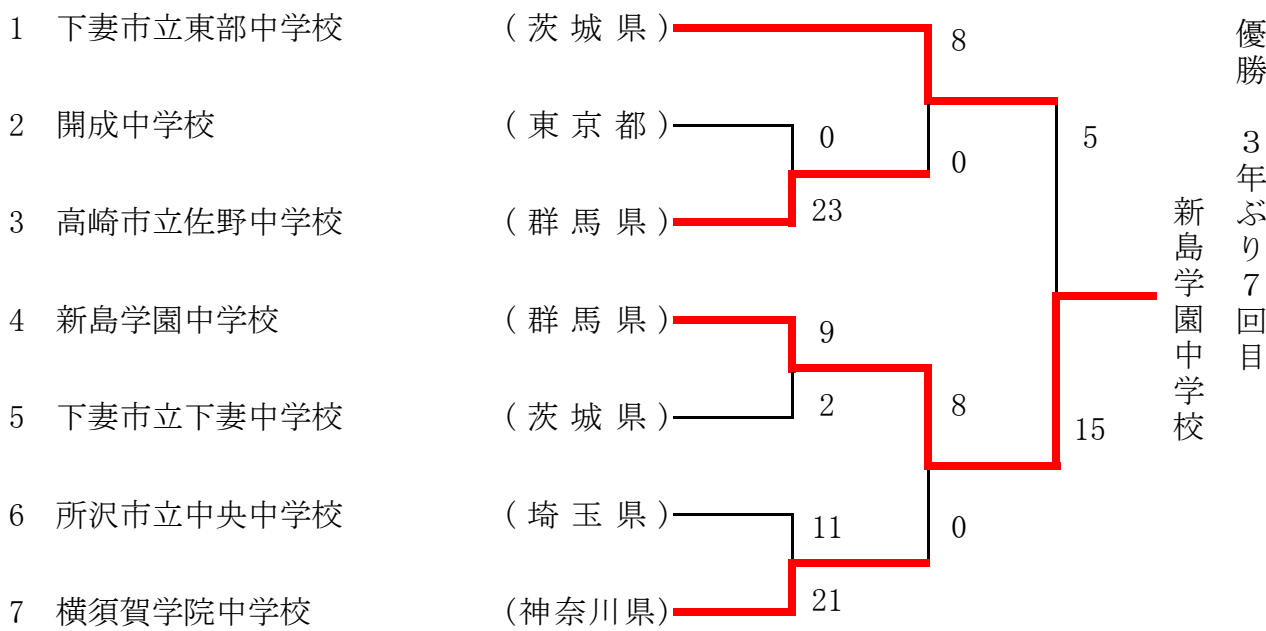 1 下妻市立東部中学校 (茨城県)
8
2 開成中学校 (東京都)
0
0
5
3 高崎市立佐野中学校 (群馬県)
23
4 新島学園中学校 (群馬県)
9
5 下妻市立下妻中学校 (茨城県)
2
8
15
6 所沢市立中央中学校 (埼玉県)
11
0
7 横須賀学院中学校 (神奈川県)
21
優勝 3年ぶり7回目
新島学園中学校